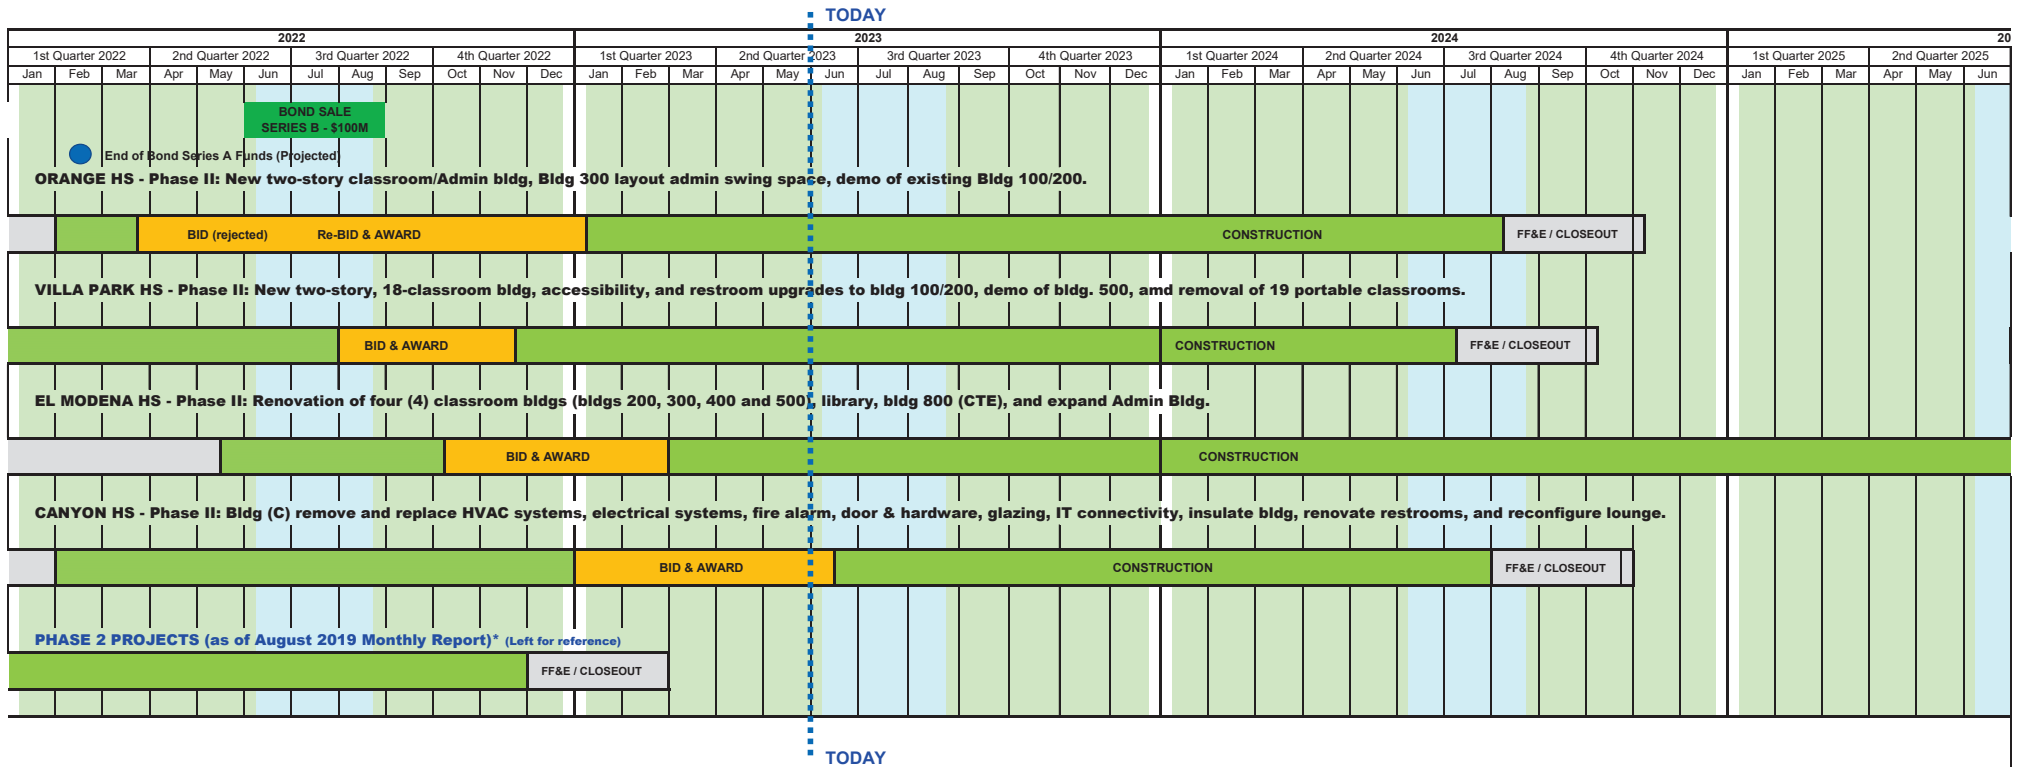 TODAY
2022 2023 2024 20
1st Quarter 2022 2nd Quarter 2022 3rd Quarter 2022 4th Quarter 2022 1st Quarter 2023 2nd Quarter 2023 3rd Quarter 2023 4th Quarter 2023 1st Quarter 2024 2nd Quarter 2024 3rd Quarter 2024 4th Quarter 2024 1st Quarter 2025 2nd Quarter 2025
Jan Feb Mar Apr May Jun Jul Aug Sep Oct Nov Dec Jan Feb Mar Apr May Jun Jul Aug Sep Oct Nov Dec Jan Feb Mar Apr May Jun Jul Aug Sep Oct Nov Dec Jan Feb Mar Apr May Jun
BOND SALE
SERIES B - $100M
End of Bond Series A Funds (Projected)
ORANGE HS - Phase II: New two-story classroom/Admin bldg, Bldg 300 layout admin swing space, demo of existing Bldg 100/200.
BID (rejected) Re-BID & AWARD CONSTRUCTION FF&E / CLOSEOUT
VILLA PARK HS - Phase II: New two-story, 18-classroom bldg, accessibility, and restroom upgrades to bldg 100/200, demo of bldg. 500, amd removal of 19 portable classrooms.
BID & AWARD CONSTRUCTION FF&E / CLOSEOUT
EL MODENA HS - Phase II: Renovation of four (4) classroom bldgs (bldgs 200, 300, 400 and 500), library, bldg 800 (CTE), and expand Admin Bldg.
BID & AWARD CONSTRUCTION
CANYON HS - Phase II: Bldg (C) remove and replace HVAC systems, electrical systems, fire alarm, door & hardware, glazing, IT connectivity, insulate bldg, renovate restrooms, and reconfigure lounge.
BID & AWARD CONSTRUCTION FF&E / CLOSEOUT
PHASE 2 PROJECTS (as of August 2019 Monthly Report)* (Left for reference)
FF&E / CLOSEOUT
TODAY